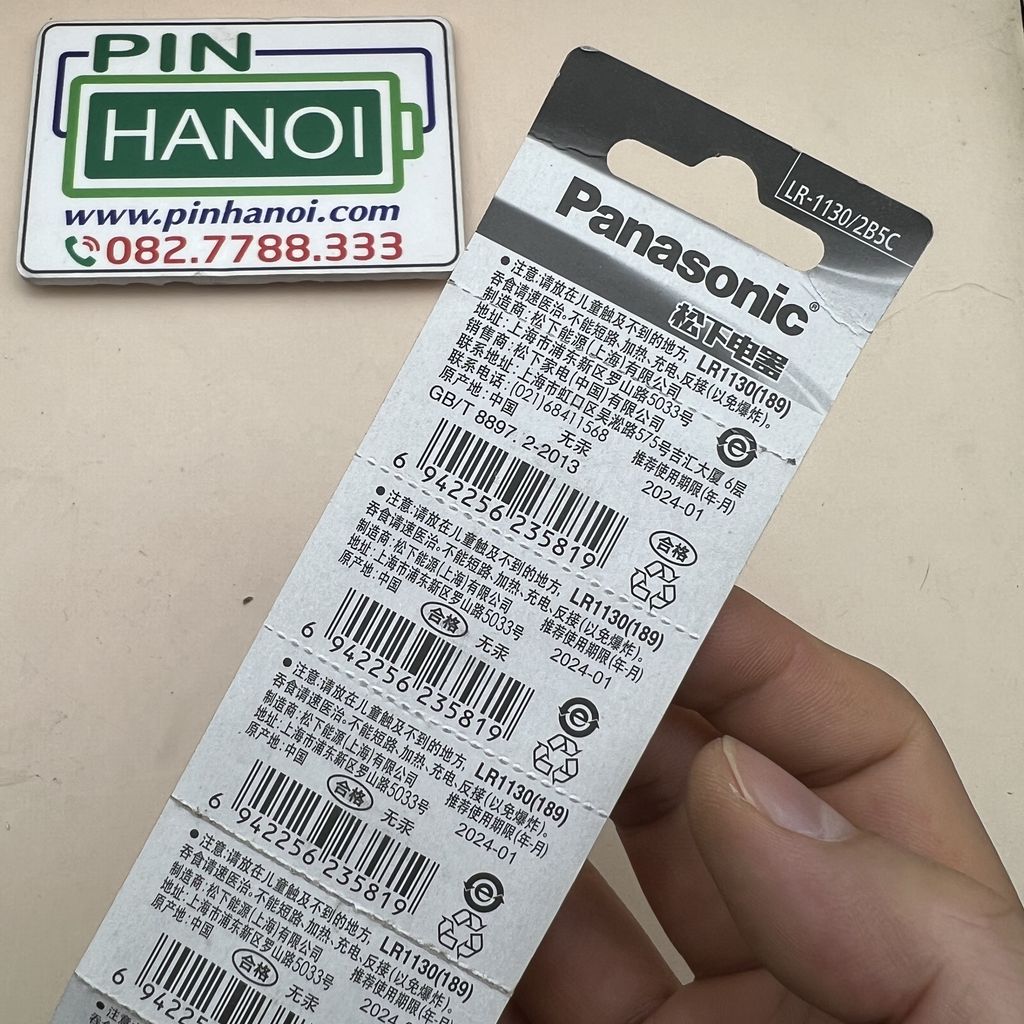 PIN
HANOI
www.pinhanoi.com
082.7788.333
LR-1130/2B5C
Panasonic®
松下电器
•注意:请放在儿童触及不到的地方,
吞食请速医治。不能短路、加热、充电、反接(以免爆炸)。
LR1130(189)
制造商:松下能源(上海)有限公司
地址:上海市浦东新区罗山路5033号
销售商:松下家电(中国)有限公司
联系地址:上海市虹口区吴淞路575号吉汇大厦 6层
联系电话:(021)68411568
推荐使用期限(年-月)
原产地:中国
无汞
2024-01
GB/T 8897. 2-2013
6 942256 235819
合格
•注意:请放在儿童触及不到的地方,
吞食请速医治。不能短路、加热、充电、反接(以免爆炸)。
LR1130(189)
制造商:松下能源(上海)有限公司
地址:上海市浦东新区罗山路5033号
推荐使用期限(年-月)
原产地:中国
合格
无汞
2024-01
6 942256 235819
•注意:请放在儿童触及不到的地方,
吞食请速医治。不能短路、加热、充电、反接(以免爆炸)。
LR1130(189)
制造商:松下能源(上海)有限公司
地址:上海市浦东新区罗山路5033号
推荐使用期限(年-月)
原产地:中国
合格
无汞
2024-01
6 942256 235819
•注意:请放在儿童触及不到的地方,
吞食请速医治。不能短路、加热、充电、反接(以免爆炸)。
LR1130(189)
制造商:松下能源(上海)有限公司
地址:上海市浦东新区罗山路5033号
推荐使用期限(年-月)
原产地:中国
合格
无汞
2024-01
6 942256
•注意